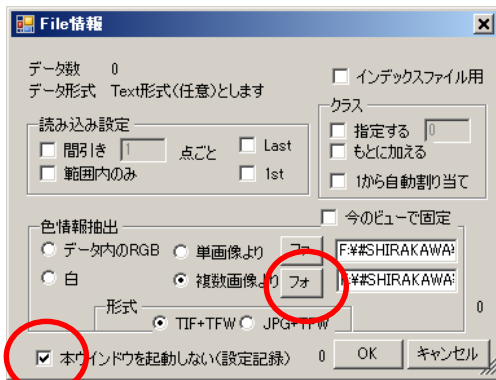 File情報
データ数 0
データ形式 Text形式(任意)とします
インデックスファイル用
クラス
指定する 0
もとに加える
1から自動割り当て
読み込み設定
間引き 1 点ごと Last
範囲内のみ 1st
今のビューで固定
色情報抽出
データ内のRGB 単画像より F:¥#SHIRAKAWA¥
白 複数画像より フォ F:¥#SHIRAKAWA¥
0
形式
TIF+TFW JPG+TFW
本ウインドウを起動しない(設定記録) 0 OK キャンセル